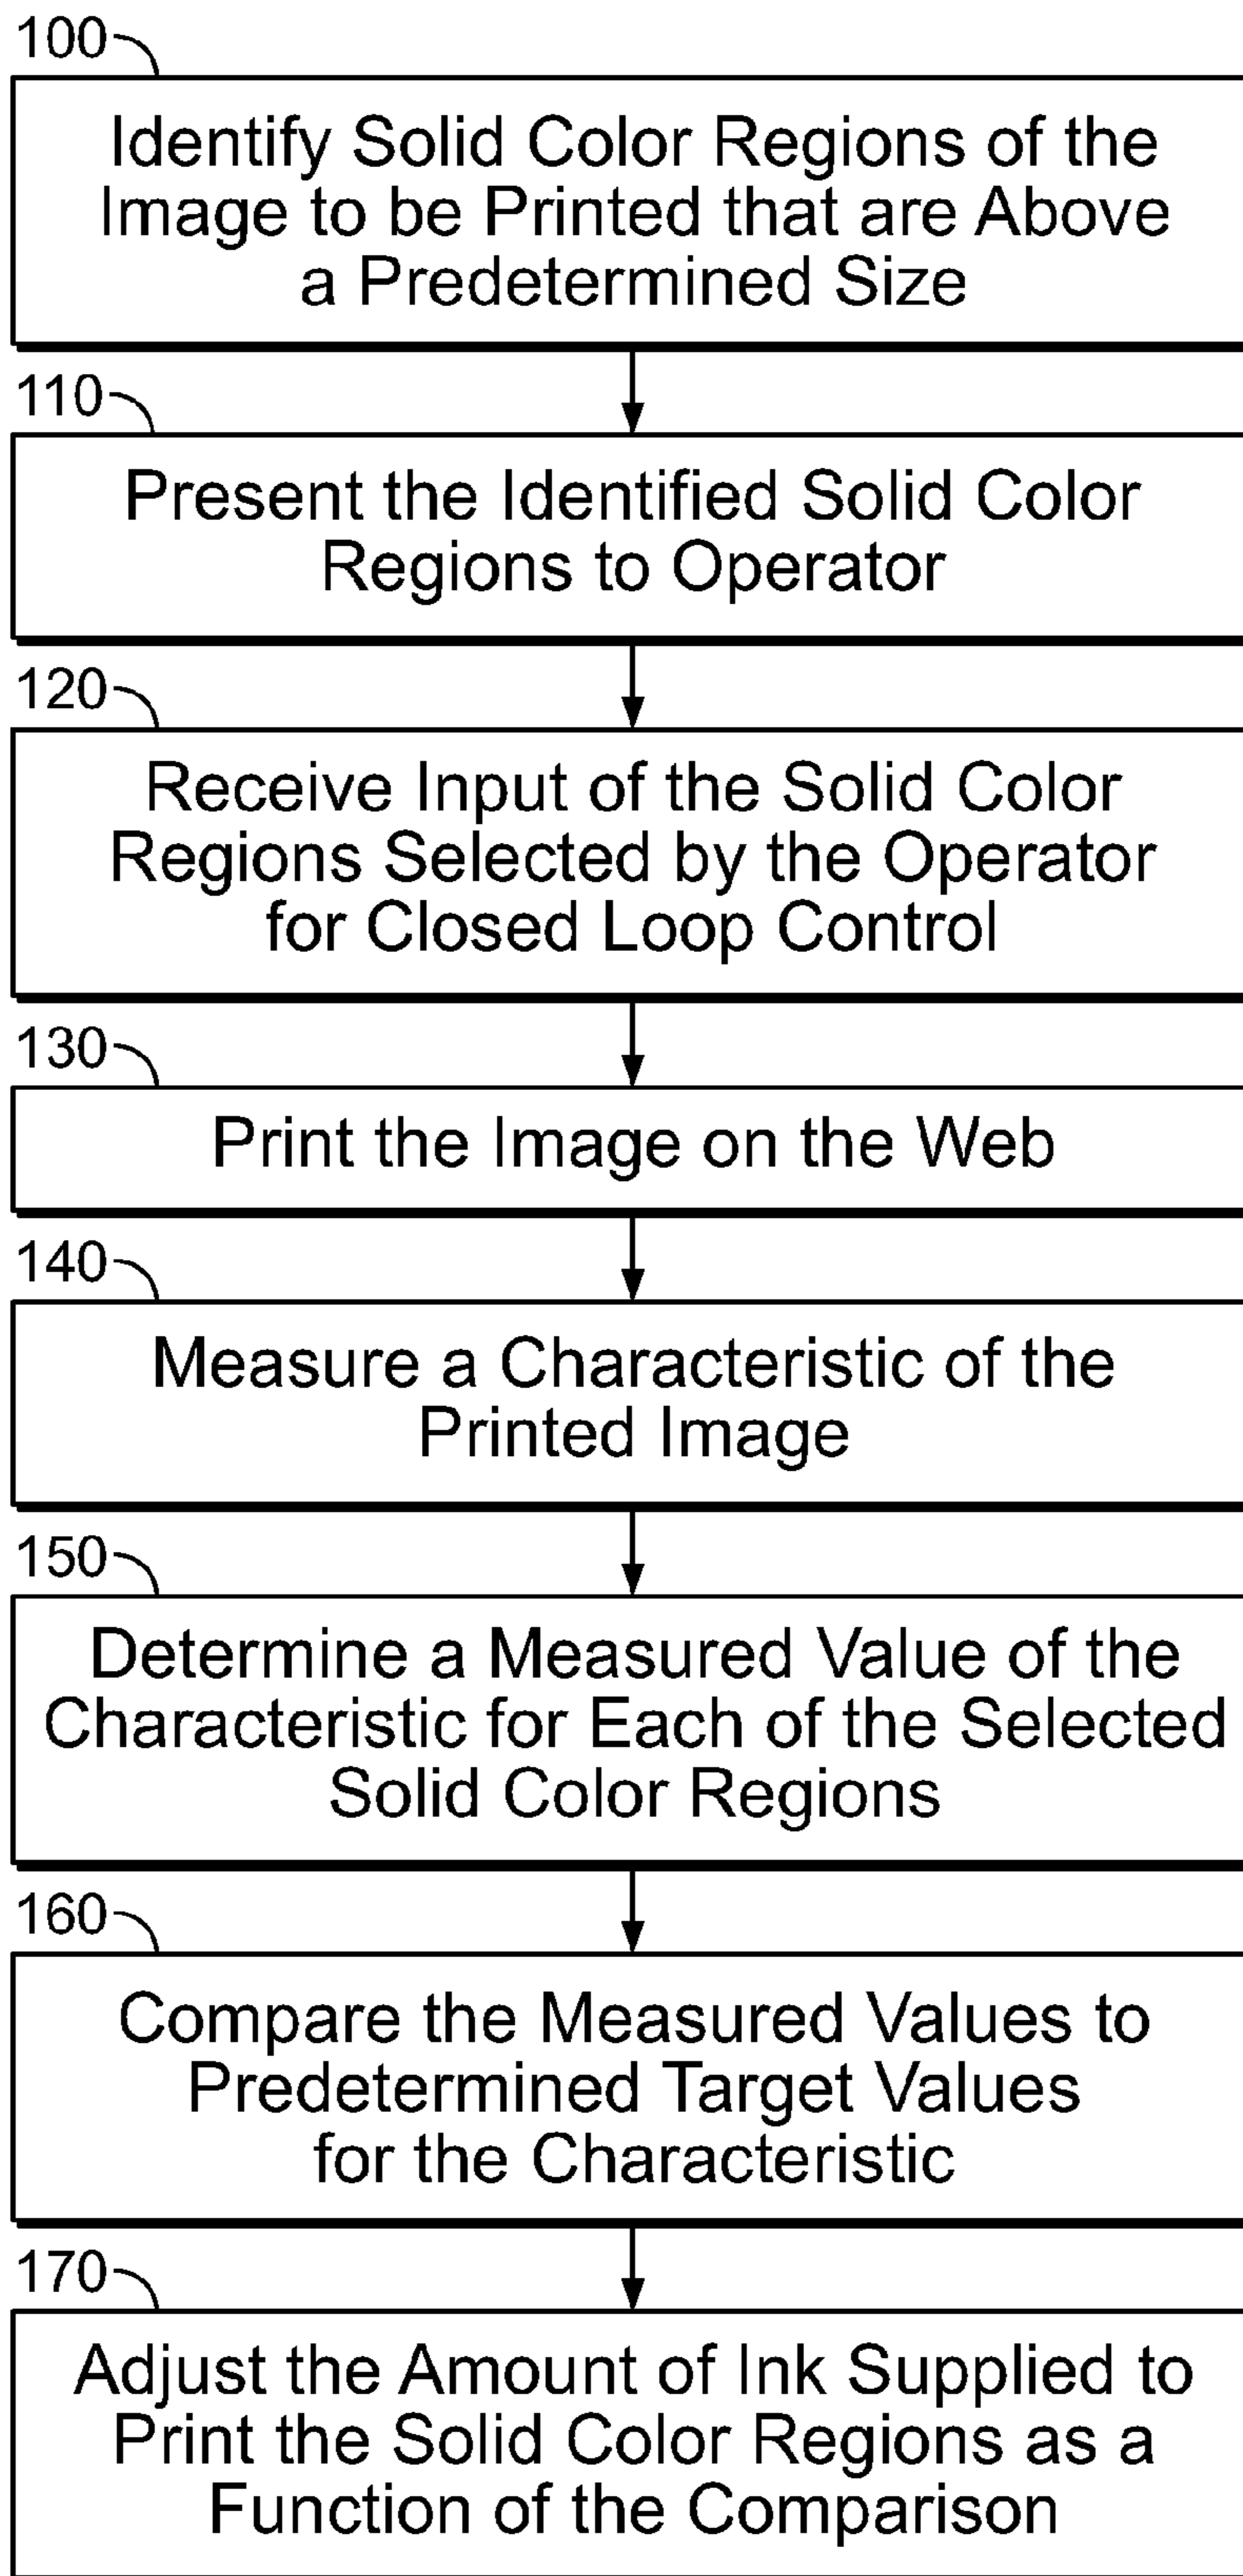 100
Identify Solid Color Regions of the
Image to be Printed that are Above
a Predetermined Size
110
Present the Identified Solid Color
Regions to Operator
120
Receive Input of the Solid Color
Regions Selected by the Operator
for Closed Loop Control
130
Print the Image on the Web
140
Measure a Characteristic of the
Printed Image
150
Determine a Measured Value of the
Characteristic for Each of the Selected
Solid Color Regions
160
Compare the Measured Values to
Predetermined Target Values
for the Characteristic
170
Adjust the Amount of Ink Supplied to
Print the Solid Color Regions as a
Function of the Comparison